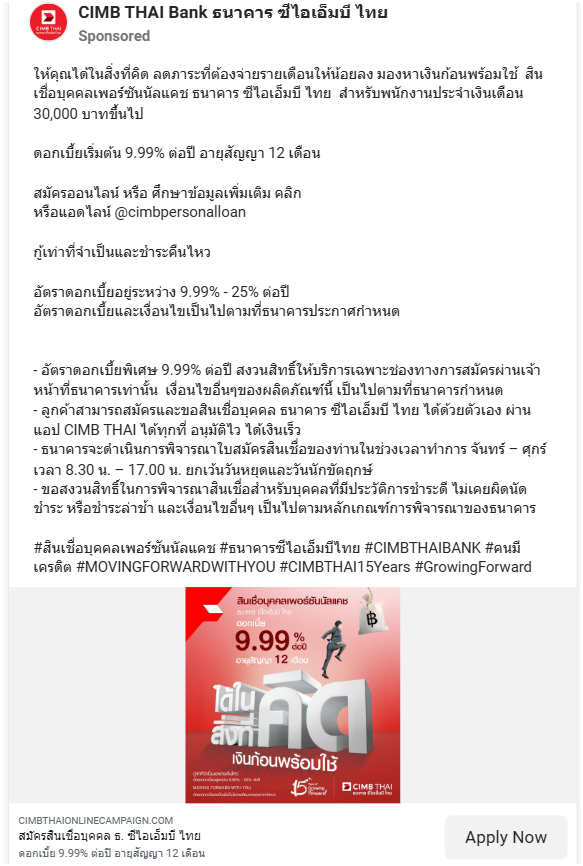 CIMB THAI Bank ธนาคาร ซีไอเอ็มบี ไทย
CIMB THAI
Sponsored
ให้คุณได้ในสิ่งที่คิด ลดภาระที่ต้องจ่ายรายเดือนให้น้อยลง มองหาเงินก้อนพร้อมใช้ สิน
เชื่อบุคคลเพอร์ซันนัลแคช ธนาคาร ซีไอเอ็มบี ไทย สำหรับพนักงานประจำเงินเดือน
30,000 บาทขึ้นไป
ดอกเบี้ยเริ่มต้น 9.99% ต่อปี อายุสัญญา 12 เดือน
สมัครออนไลน์ หรือ ศึกษาข้อมูลเพิ่มเติม คลิก
หรือแอดไลน์ @cimbpersonalloan
กู้เท่าที่จำเป็นและชำระคืนไหว
อัตราดอกเบี้ยอยู่ระหว่าง 9.99% - 25% ต่อปี
อัตราดอกเบี้ยและเงื่อนไขเป็นไปตามที่ธนาคารประกาศกำหนด
- อัตราดอกเบี้ยพิเศษ 9.99% ต่อปี สงวนสิทธิ์ให้บริการเฉพาะช่องทางการสมัครผ่านเจ้า
หน้าที่ธนาคารเท่านั้น เงื่อนไขอื่นๆของผลิตภัณฑ์นี้ เป็นไปตามที่ธนาคารกำหนด
- ลูกค้าสามารถสมัครและขอสินเชื่อบุคคล ธนาคาร ซีไอเอ็มบี ไทย ได้ด้วยตัวเอง ผ่าน
แอป CIMB THAI ได้ทุกที่ อนุมัติไว ได้เงินเร็ว
- ธนาคารจะดำเนินการพิจารณาใบสมัครสินเชื่อของท่านในช่วงเวลาทำการ จันทร์ – ศุกร์
เวลา 8.30 น. – 17.00 น. ยกเว้นวันหยุดและวันนักขัตฤกษ์
- ขอสงวนสิทธิ์ในการพิจารณาสินเชื่อสำหรับบุคคลที่มีประวัติการชำระดี ไม่เคยผิดนัด
ชำระ หรือชำระล่าช้า และเงื่อนไขอื่นๆ เป็นไปตามหลักเกณฑ์การพิจารณาของธนาคาร
#สินเชื่อบุคคลเพอร์ซันนัลแคช #ธนาคารซีไอเอ็มบีไทย #CIMBTHAIBANK #คนมี
เครดิต #MOVINGFORWARDWITHYOU #CIMBTHAI15Years #GrowingForward
สินเชื่อบุคคลเพอร์ซันนัลแคช
ธนาคาร ซีไอเอ็มบี ไทย
ดอกเบี้ย
9.99 % ต่อปี
อายุสัญญา 12 เดือน
฿
ได้ใน
สิ่งที่
คิด
เงินก้อนพร้อมใช้
กู้เท่าที่จำเป็นและชำระคืนไหว
MOVING FORWARD WITH YOU
15 Years of Growing Forward
CIMB THAI
ธนาคาร ซีไอเอ็มบี ไทย
CIMBTHAIONLINECAMPAIGN.COM
สมัครสินเชื่อบุคคล ธ. ซีไอเอ็มบี ไทย
ดอกเบี้ย 9.99% ต่อปี อายุสัญญา 12 เดือน
Apply Now